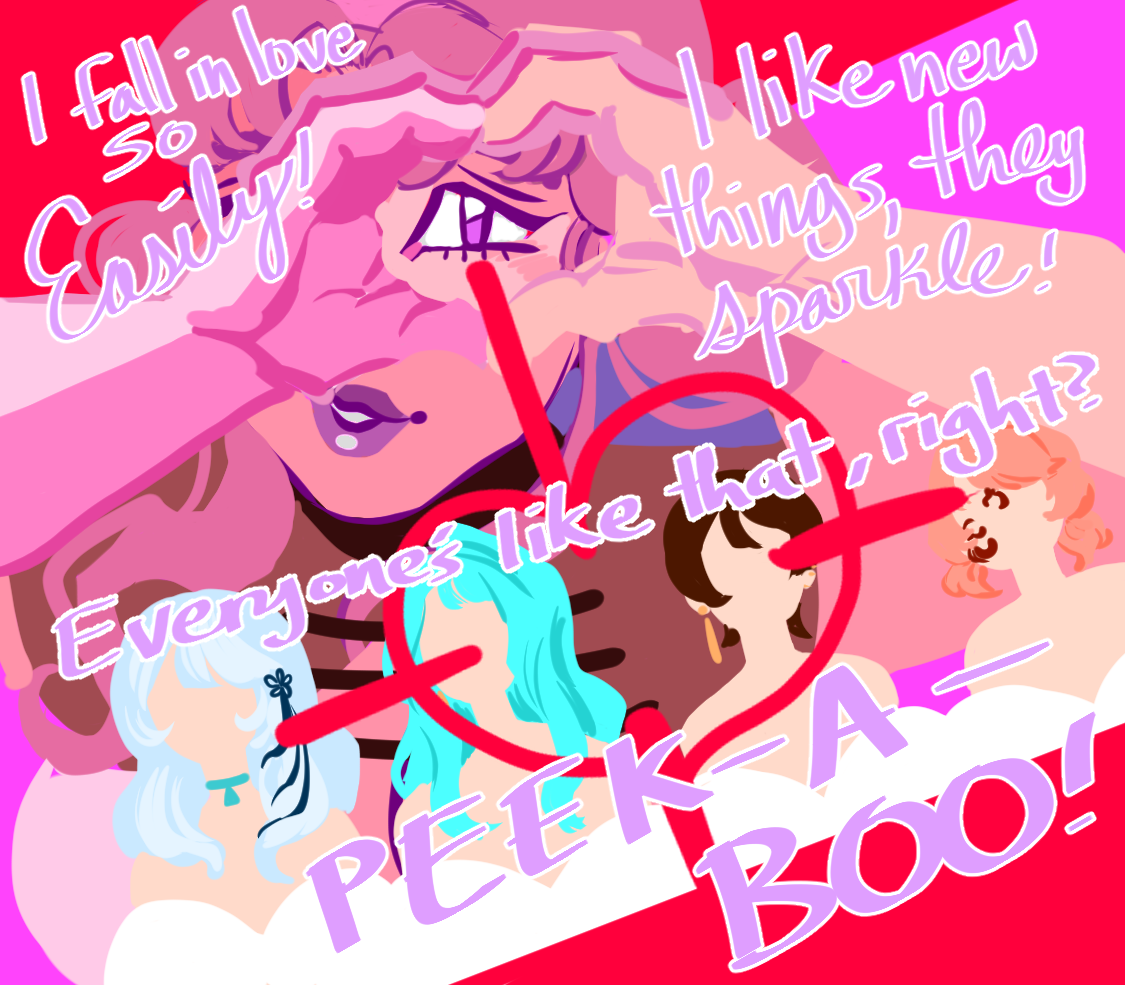 I fall in love
so
Easily!
I like new
things, they
sparkle!
Everyone's like that, right?
PEEK-A-
BOO!